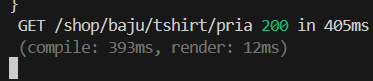 }
GET /shop/baju/tshirt/pria 200 in 405ms
(compile: 393ms, render: 12ms)